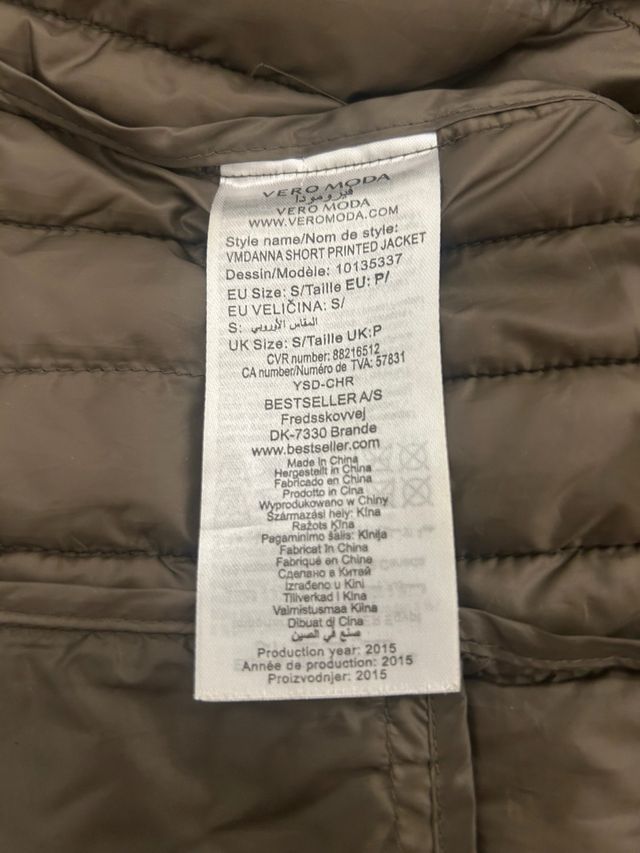 VERO MODA
فيرومودا
VERO MODA
WWW.VEROMODA.COM
Style name/Nom de style:
VMDANNA SHORT PRINTED JACKET
Dessin/Modèle: 10135337
EU Size: S/Taille EU: P/
EU VELIČINA: S/
S: المقاس الأوروبي
UK Size: S/Taille UK:P
CVR number: 88216512
CA number/Numéro de TVA: 57831
YSD-CHR
BESTSELLER A/S
Fredsskovvej
DK-7330 Brande
www.bestseller.com
Made In China
Hergestellt in China
Fabricado en China
Prodotto in Cina
Wyprodukowano w Chiny
Származási hely: Kína
Ražots Ķīna
Pagaminimo šalis: Kinija
Fabricat în China
Fabriqué en Chine
Сделано в Китай
Izrađeno u Kini
Tillverkad i Kina
Valmistusmaa Kiina
Dibuat di Cina
صنع في الصين
Production year: 2015
Année de production: 2015
Proizvodnjer: 2015